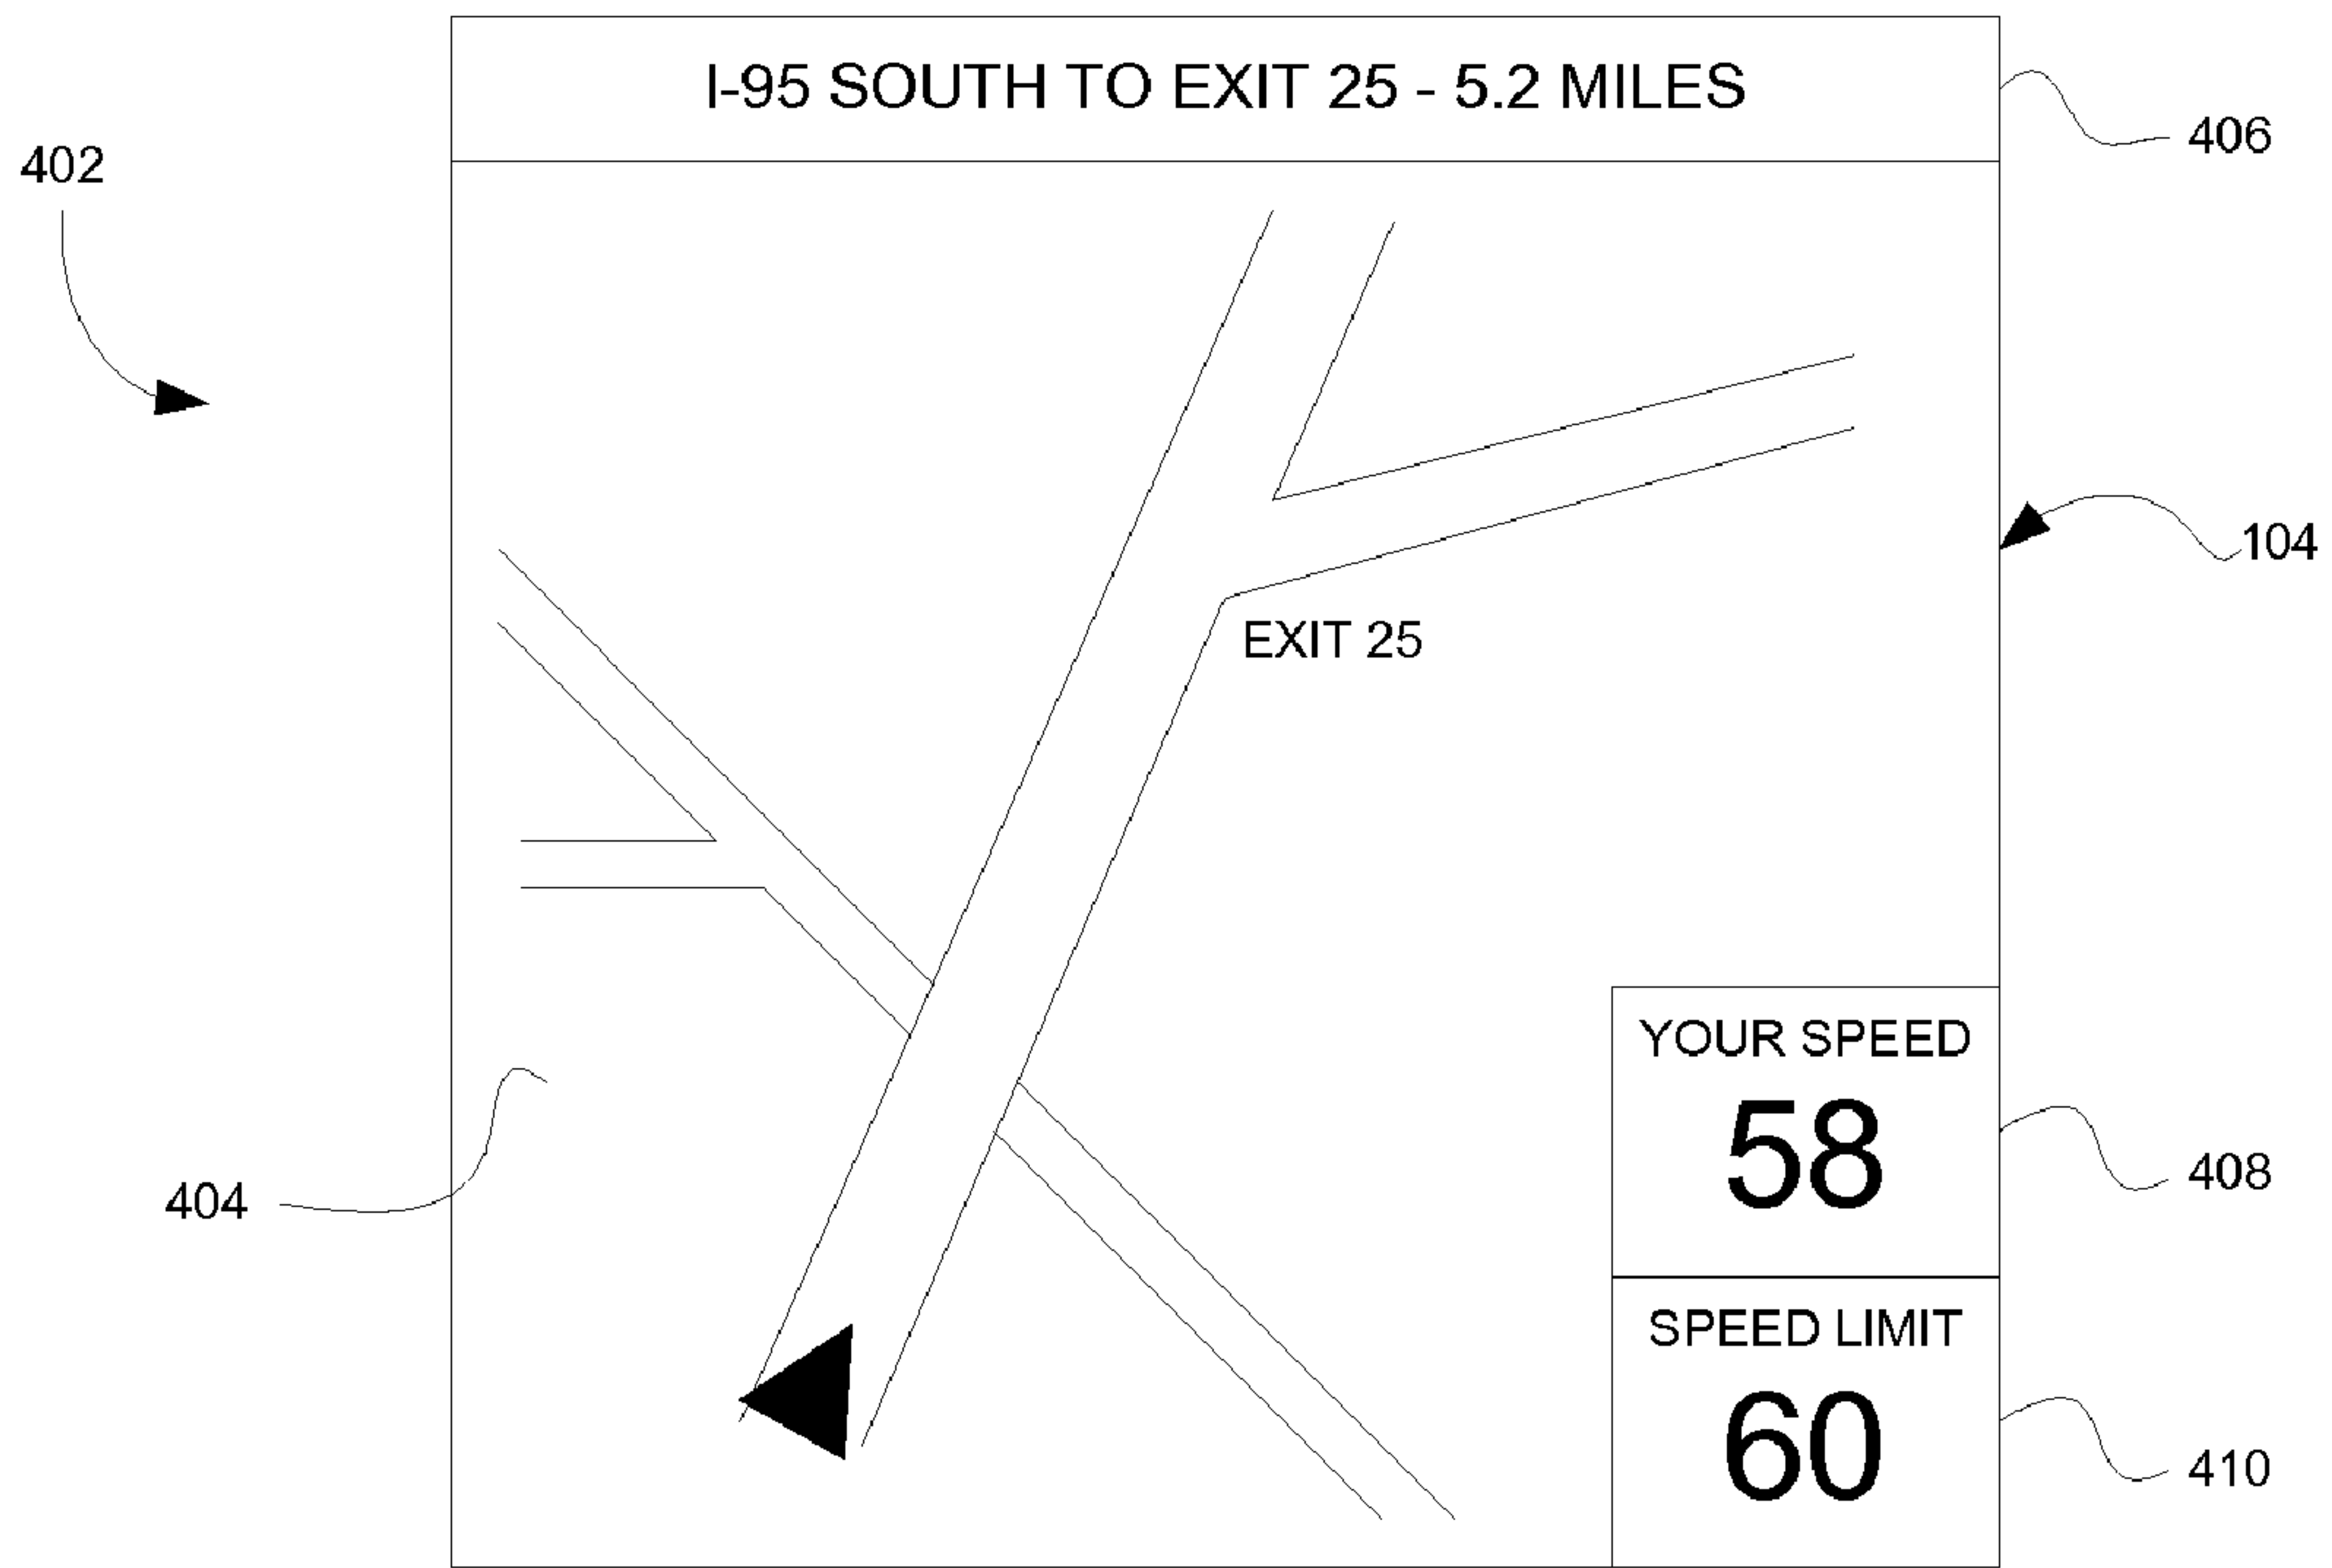 I-95 SOUTH TO EXIT 25 - 5.2 MILES
406
402
104
EXIT 25
YOUR SPEED
58
408
404
SPEED LIMIT
60
410